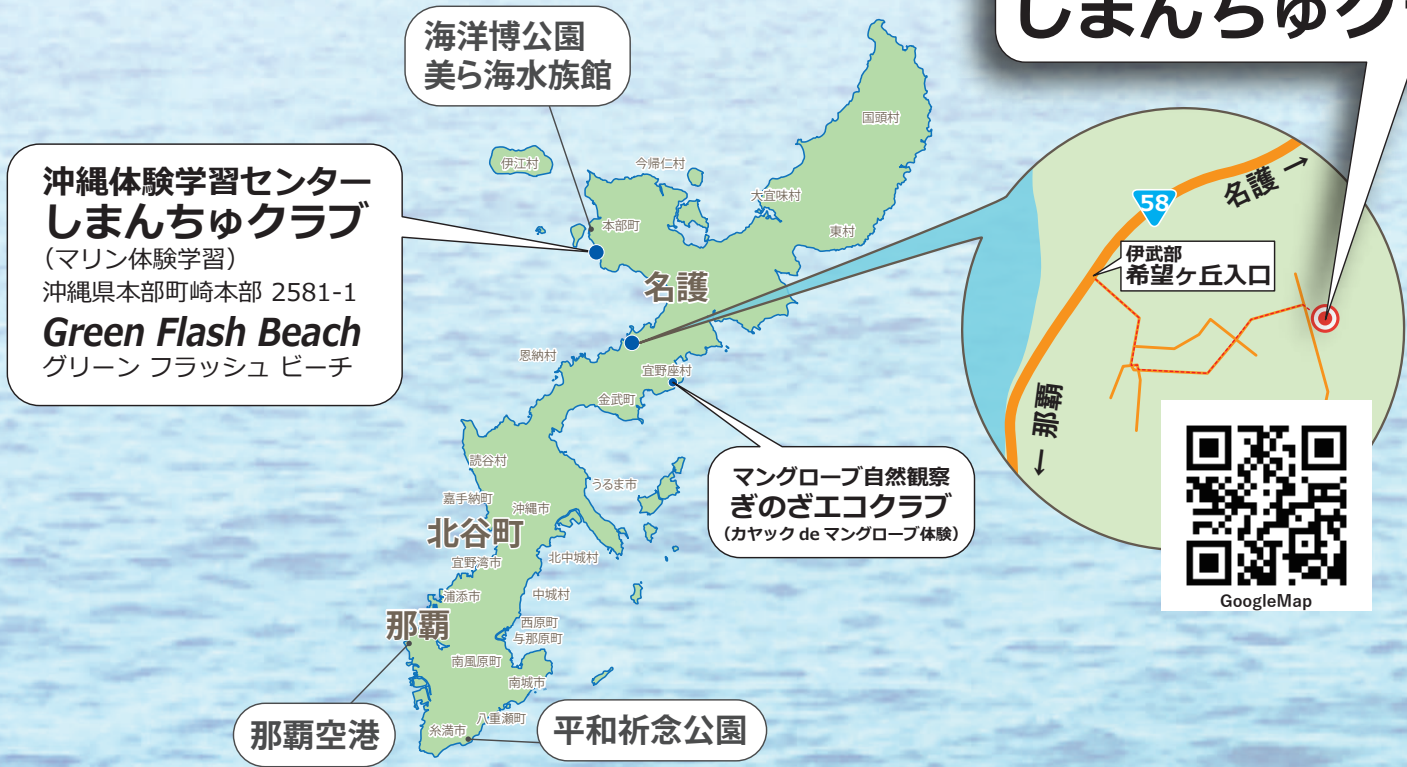 しまんちゅク
海洋博公園
美ら海水族館
沖縄体験学習センター
しまんちゅクラブ
（マリン体験学習）
沖縄県本部町崎本部 2581-1
Green Flash Beach
グリーン フラッシュ ビーチ
国頭村
伊江村
今帰仁村
大宜味村
本部町
東村
名護
恩納村
宜野座村
金武町
読谷村
うるま市
嘉手納町
沖縄市
北谷町
宜野湾市
北中城村
浦添市
中城村
那覇
西原町
与那原町
南風原町
南城市
八重瀬町
糸満市
那覇空港
平和祈念公園
マングローブ自然観察
ぎのざエコクラブ
（カヤック de マングローブ体験）
58
名護 →
伊武部
希望ヶ丘入口
← 那覇
GoogleMap